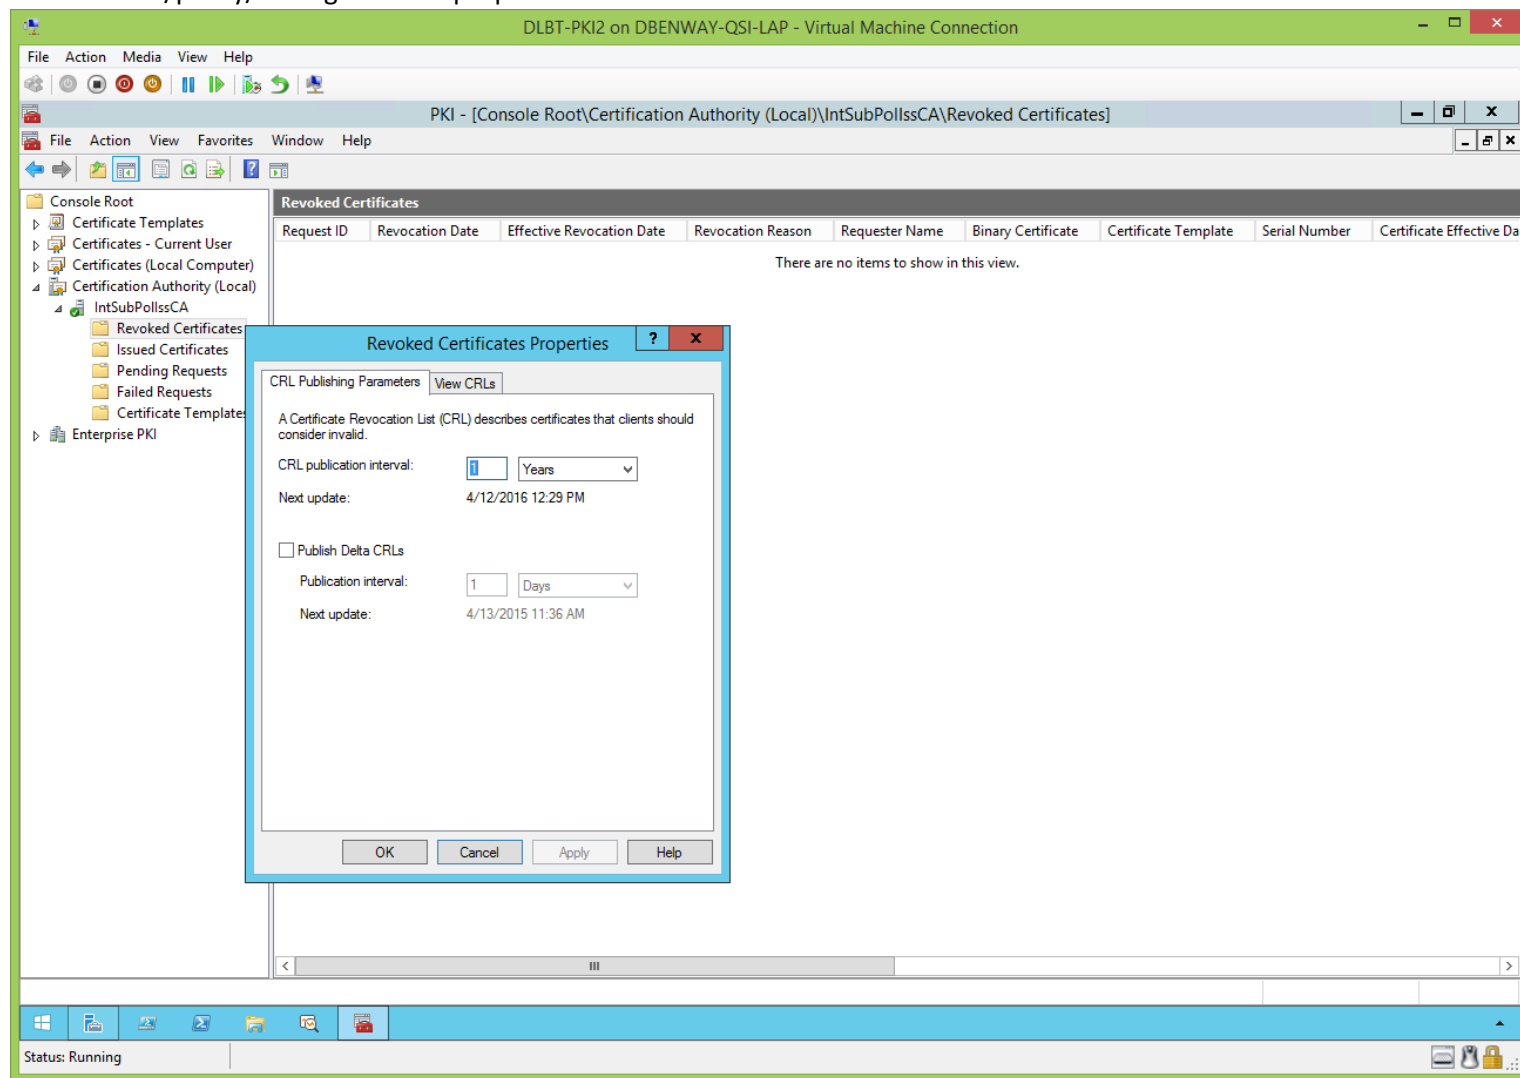 DLBT-PKI2 on DBENWAY-QSI-LAP - Virtual Machine Connection
File Action Media View Help
PKI - [Console Root\Certification Authority (Local)\IntSubPolIssCA\Revoked Certificates]
File Action View Favorites Window Help
Console Root
Certificate Templates
Certificates - Current User
Certificates (Local Computer)
Certification Authority (Local)
IntSubPolIssCA
Revoked Certificates
Issued Certificates
Pending Requests
Failed Requests
Certificate Templates
Enterprise PKI
Revoked Certificates
Request ID Revocation Date Effective Revocation Date Revocation Reason Requester Name Binary Certificate Certificate Template Serial Number Certificate Effective Da
There are no items to show in this view.
Revoked Certificates Properties
CRL Publishing Parameters View CRLs
A Certificate Revocation List (CRL) describes certificates that clients should
consider invalid.
CRL publication interval: 1 Years
Next update: 4/12/2016 12:29 PM
Publish Delta CRLs
Publication interval: 1 Days
Next update: 4/13/2015 11:36 AM
OK Cancel Apply Help
Status: Running